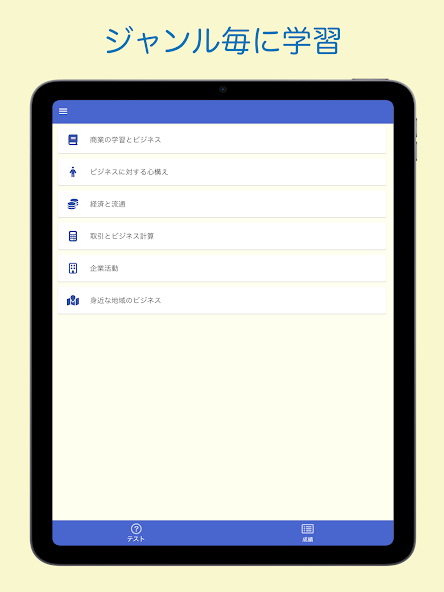 ジャンル毎に学習
商業の学習とビジネス
ビジネスに対する心構え
経済と流通
取引とビジネス計算
企業活動
身近な地域のビジネス
テスト
成績